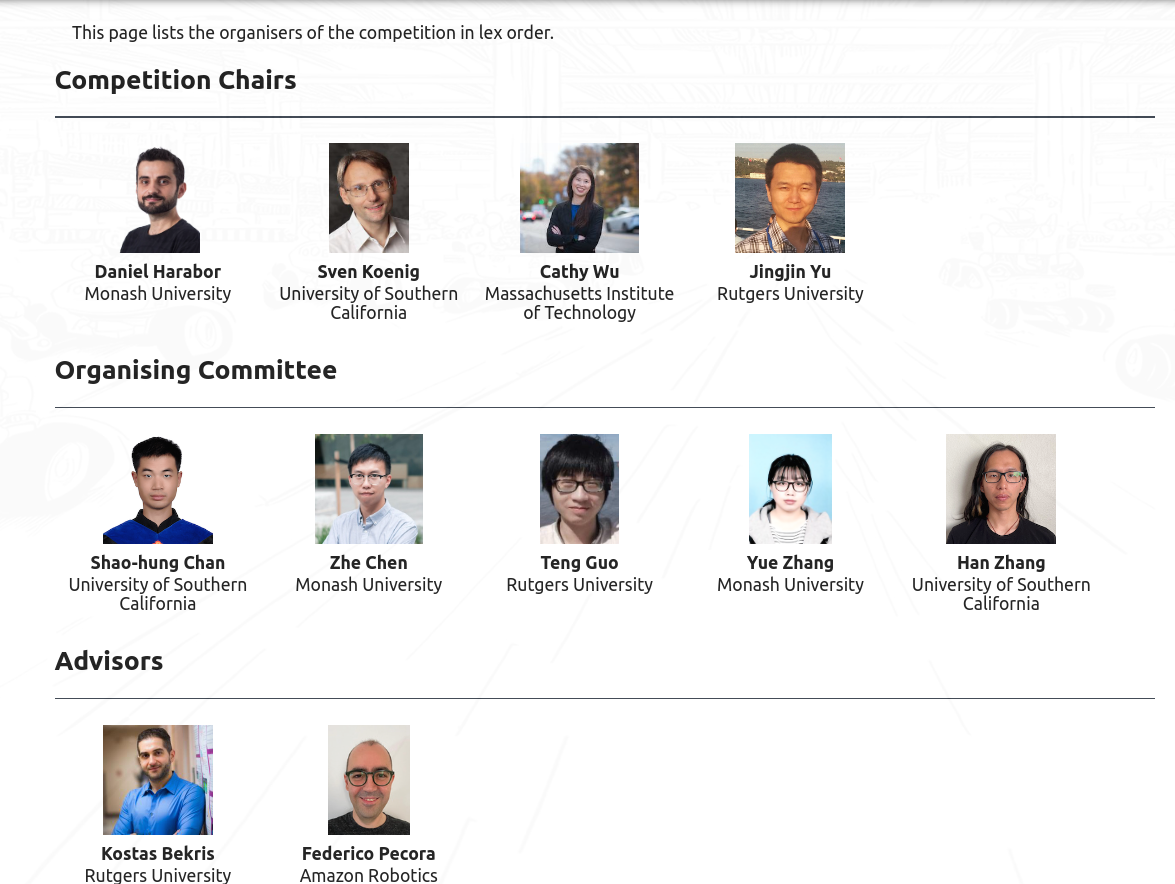 This page lists the organisers of the competition in lex order.
Competition Chairs
Daniel Harabor
Monash University
Sven Koenig
University of Southern
California
Cathy Wu
Massachusetts Institute
of Technology
Jingjin Yu
Rutgers University
Organising Committee
Shao-hung Chan
University of Southern
California
Zhe Chen
Monash University
Teng Guo
Rutgers University
Yue Zhang
Monash University
Han Zhang
University of Southern
California
Advisors
Kostas Bekris
Rutgers University
Federico Pecora
Amazon Robotics